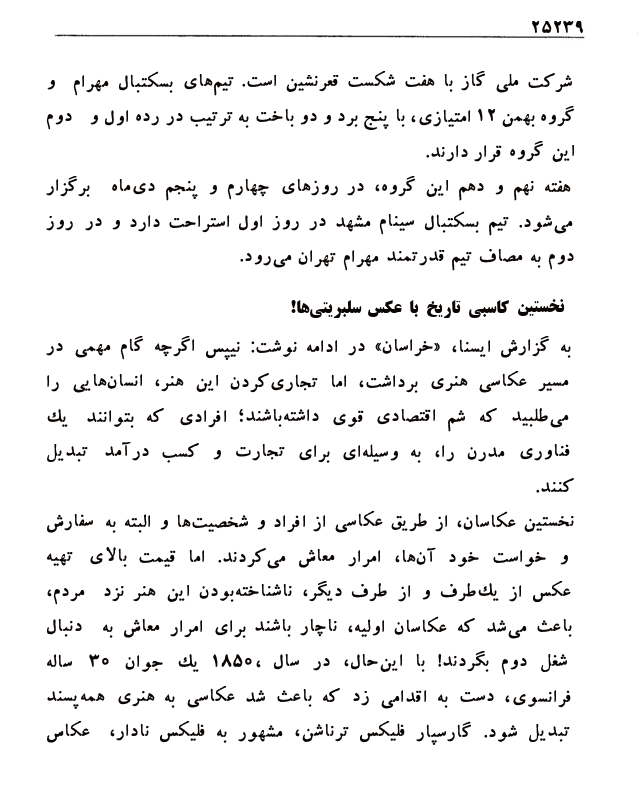 ۲۵۲۳۹
شرکت ملی گاز با هفت شکست قعرنشین است. تیم‌های بسکتبال مهرام و
گروه بهمن ۱۲ امتیازی، با پنج برد و دو باخت به ترتیب در رده اول و دوم
این گروه قرار دارند.
هفته نهم و دهم این گروه، در روزهای چهارم و پنجم دی‌ماه برگزار
می‌شود. تیم بسکتبال سینام مشهد در روز اول استراحت دارد و در روز
دوم به مصاف تیم قدرتمند مهرام تهران می‌رود.
نخستین کاسبی تاریخ با عکس سلبریتی‌ها!
به گزارش ایسنا، «خراسان» در ادامه نوشت: نیپس اگرچه گام مهمی در
مسیر عکاسی هنری برداشت، اما تجاری‌کردن این هنر، انسان‌هایی را
می‌طلبید که شم اقتصادی قوی داشته‌باشند؛ افرادی که بتوانند یك
فناوری مدرن را، به وسیله‌ای برای تجارت و کسب درآمد تبدیل
کنند.
نخستین عکاسان، از طریق عکاسی از افراد و شخصیت‌ها و البته به سفارش
و خواست خود آن‌ها، امرار معاش می‌کردند. اما قیمت بالای تهیه
عکس از یك‌طرف و از طرف دیگر، ناشناخته‌بودن این هنر نزد مردم،
باعث می‌شد که عکاسان اولیه، ناچار باشند برای امرار معاش به دنبال
شغل دوم بگردند! با این‌حال، در سال ۱۸۵۰، یك جوان ۳۰ ساله
فرانسوی، دست به اقدامی زد که باعث شد عکاسی به هنری همه‌پسند
تبدیل شود. گارسپار فلیکس ترناشن، مشهور به فلیکس نادار، عکاس